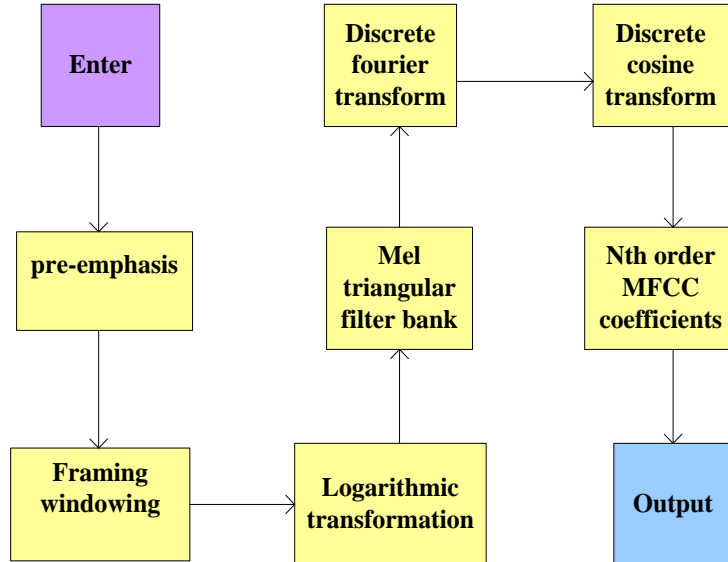 Enter
pre-emphasis
Framing
windowing
Logarithmic
transformation
Mel
triangular
filter bank
Discrete
fourier
transform
Discrete
cosine
transform
Nth order
MFCC
coefficients
Output